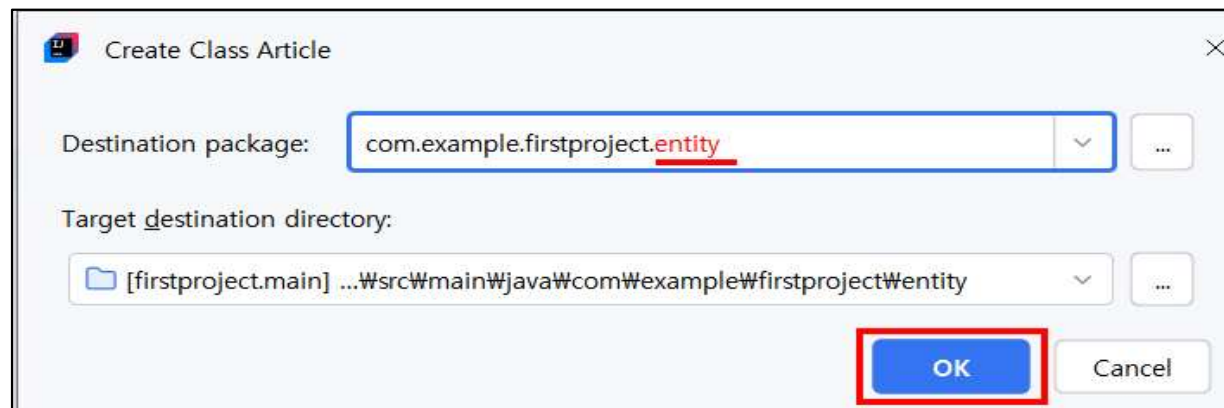 Create Class Article
Destination package: com.example.firstproject.entity ...
Target destination directory:
[firstproject.main] ...₩src₩main₩java₩com₩example₩firstproject₩entity ...
OK Cancel